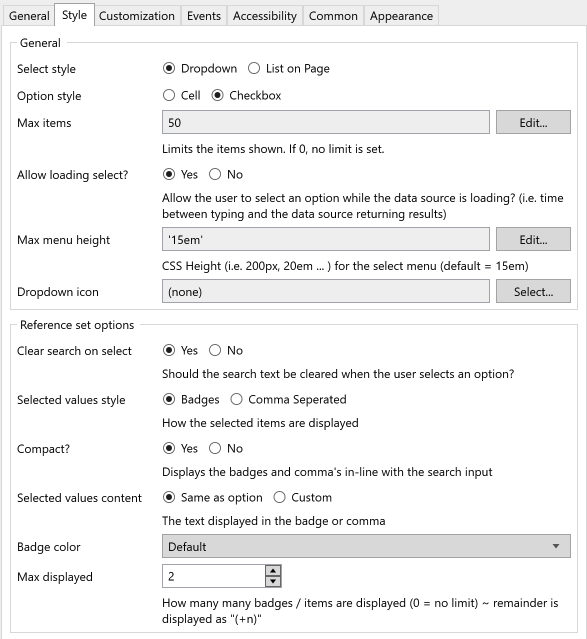 General Style Customization Events Accessibility Common Appearance
General
Select style Dropdown List on Page
Option style Cell Checkbox
Max items 50 Edit...
Limits the items shown. If 0, no limit is set.
Allow loading select? Yes No
Allow the user to select an option while the data source is loading? (i.e. time
between typing and the data source returning results)
Max menu height '15em' Edit...
CSS Height (i.e. 200px, 20em ... ) for the select menu (default = 15em)
Dropdown icon (none) Select...
Reference set options
Clear search on select Yes No
Should the search text be cleared when the user selects an option?
Selected values style Badges Comma Seperated
How the selected items are displayed
Compact? Yes No
Displays the badges and comma's in-line with the search input
Selected values content Same as option Custom
The text displayed in the badge or comma
Badge color Default
Max displayed 2
How many many badges / items are displayed (0 = no limit) ~ remainder is
displayed as "(+n)"